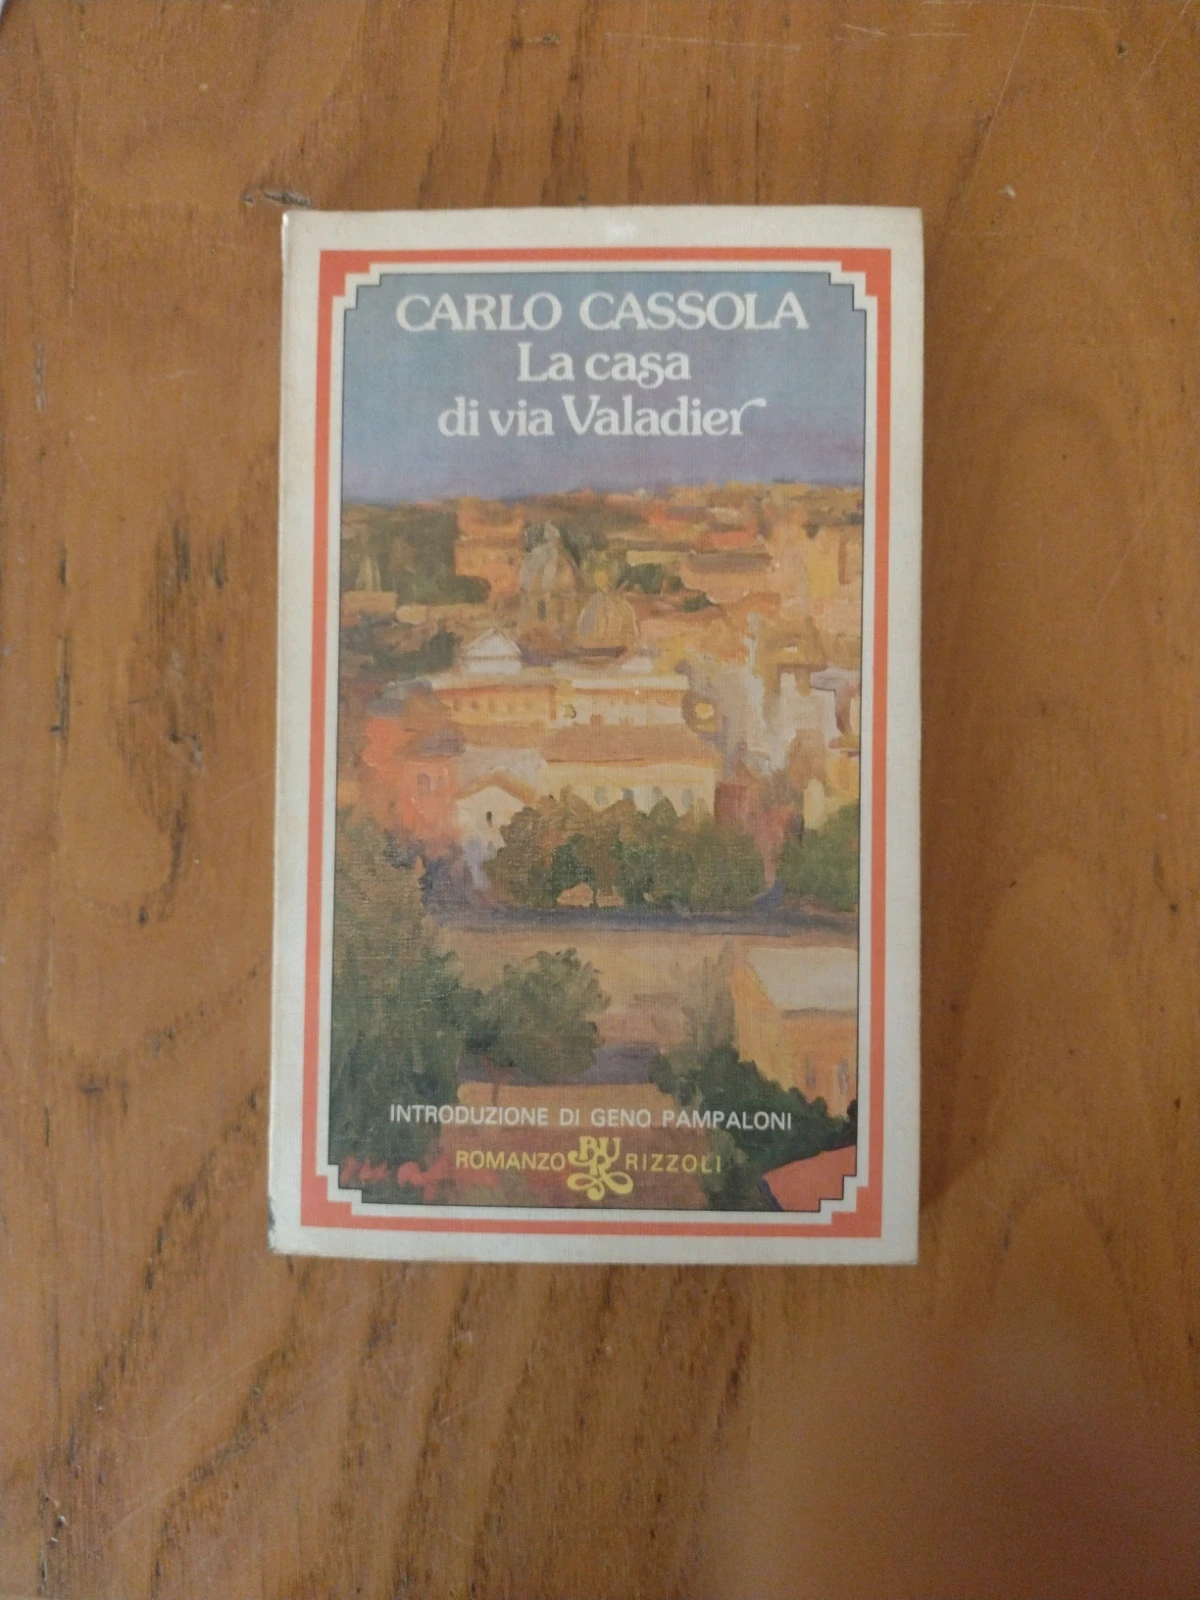 CARLO CASSOLA
La casa
di via Valadier
INTRODUZIONE DI GENO PAMPALONI
ROMANZO BUR RIZZOLI